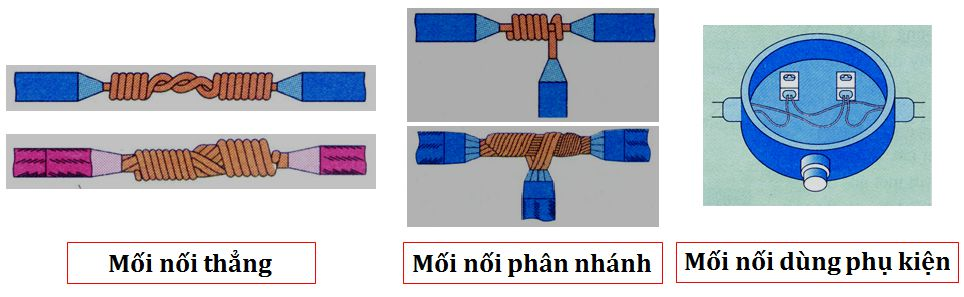 Mối nối thẳng
Mối nối phân nhánh
Mối nối dùng phụ kiện